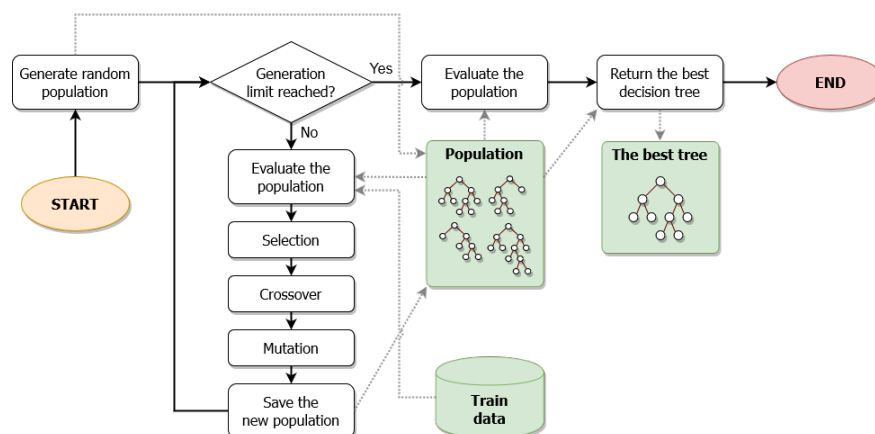 Generate random
population
Generation
limit reached?
Yes
Evaluate the
population
Return the best
decision tree
END
No
Evaluate the
population
Population
The best tree
START
Selection
Crossover
Mutation
Save the
new population
Train
data